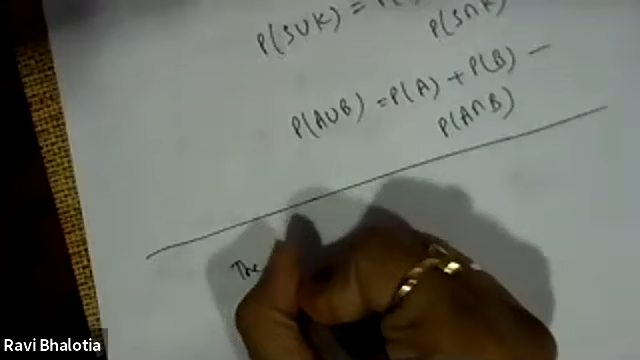 P(SUK) = P(
P(S∩K)
P(AUB) = P(A) + P(B) -
P(A∩B)
The
Ravi Bhalotia